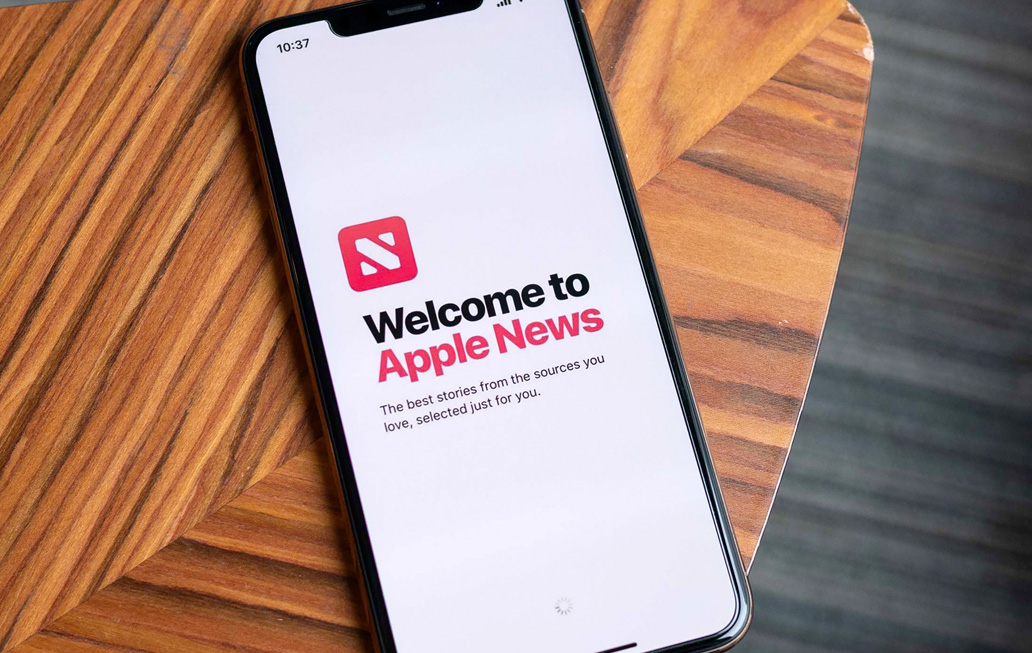 10:37
Welcome to
Apple News
The best stories from the sources you
love, selected just for you.